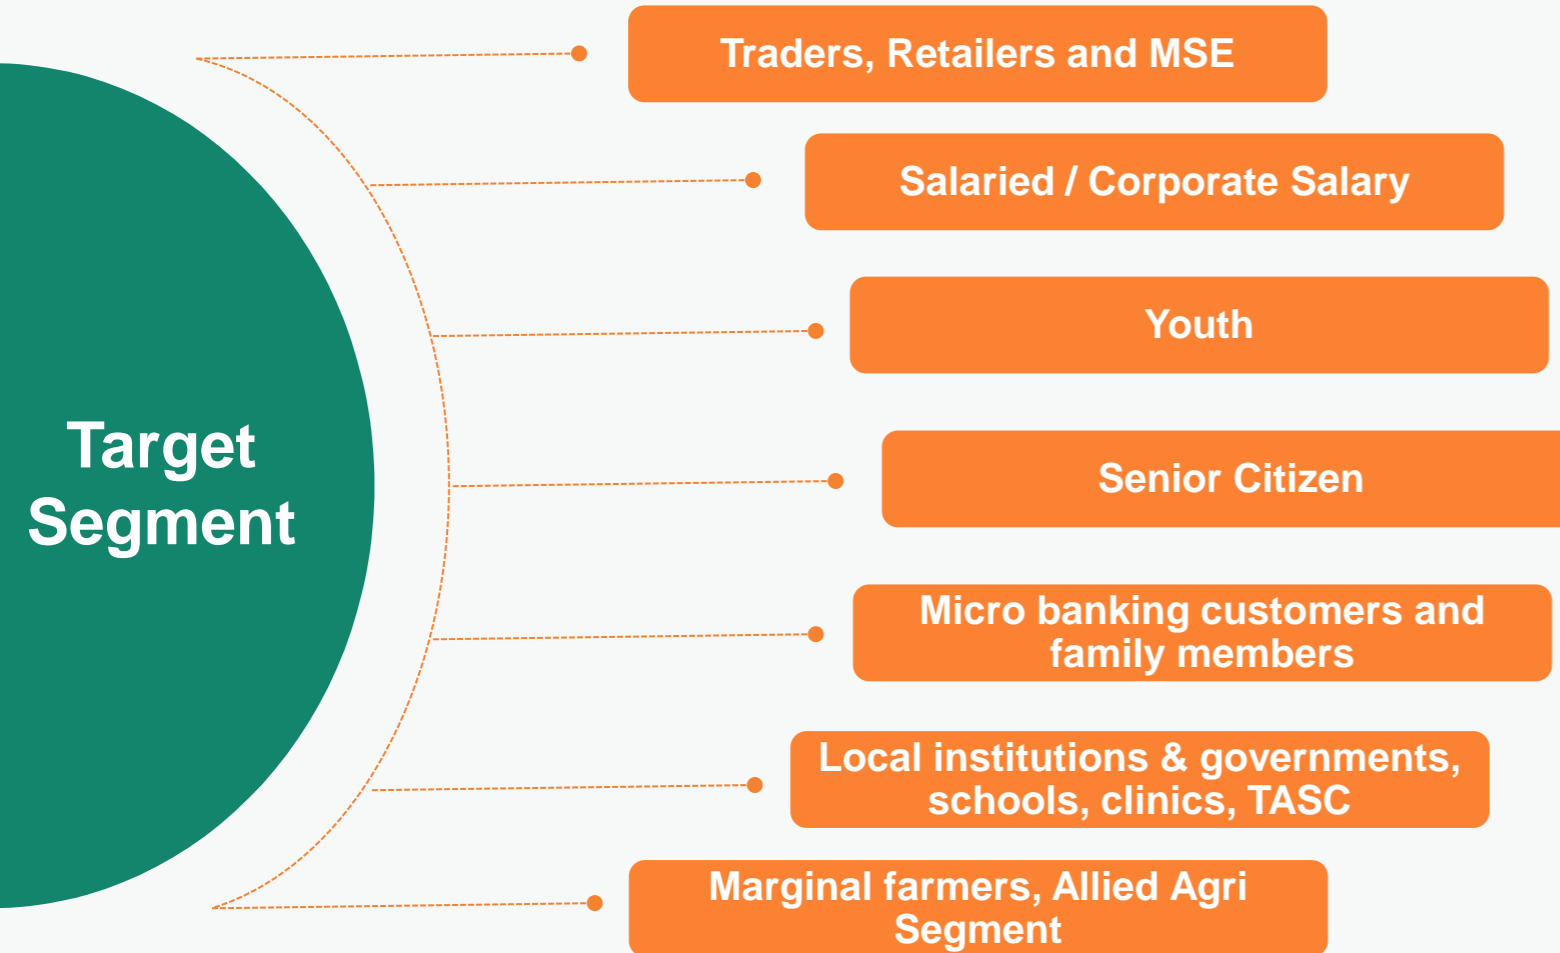 Target
Segment
Traders, Retailers and MSE
Salaried / Corporate Salary
Youth
Senior Citizen
Micro banking customers and
family members
Local institutions & governments,
schools, clinics, TASC
Marginal farmers, Allied Agri
Segment